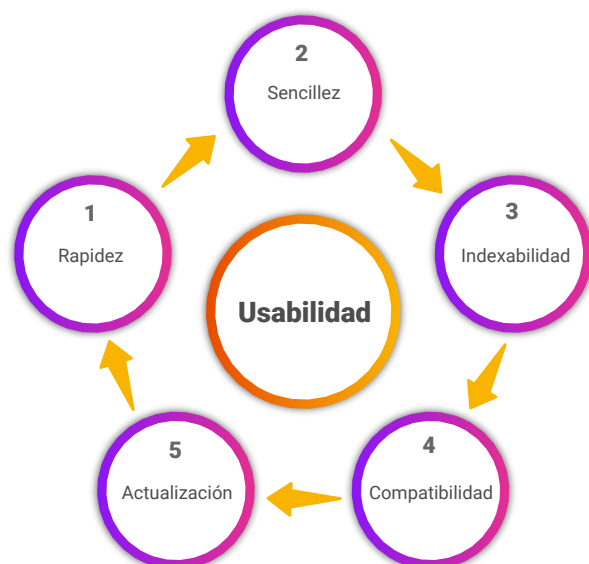 2
Sencillez
1
Rapidez
3
Indexabilidad
Usabilidad
5
Actualización
4
Compatibilidad